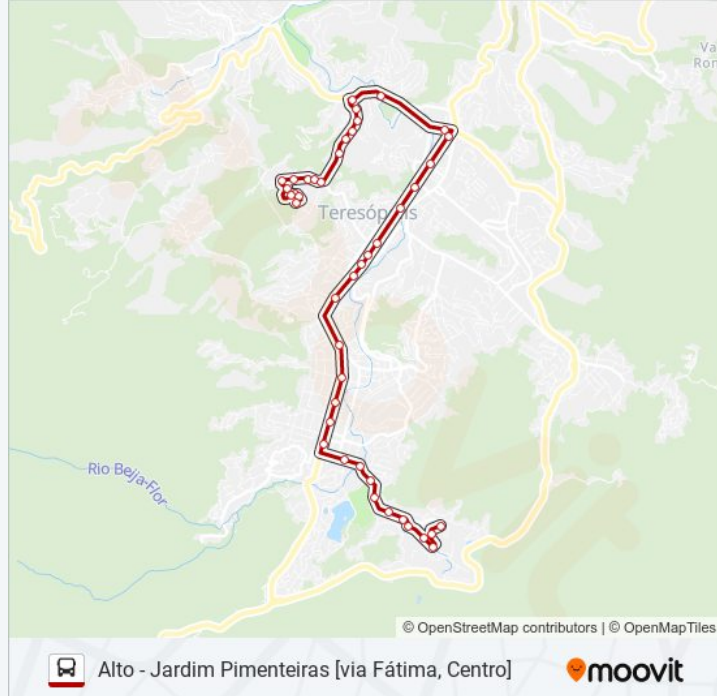 Va
Ron
Teresópolis
Rio Beija-Flor
© OpenStreetMap contributors | © OpenMapTiles
Alto - Jardim Pimenteiras [via Fátima, Centro]
moovit